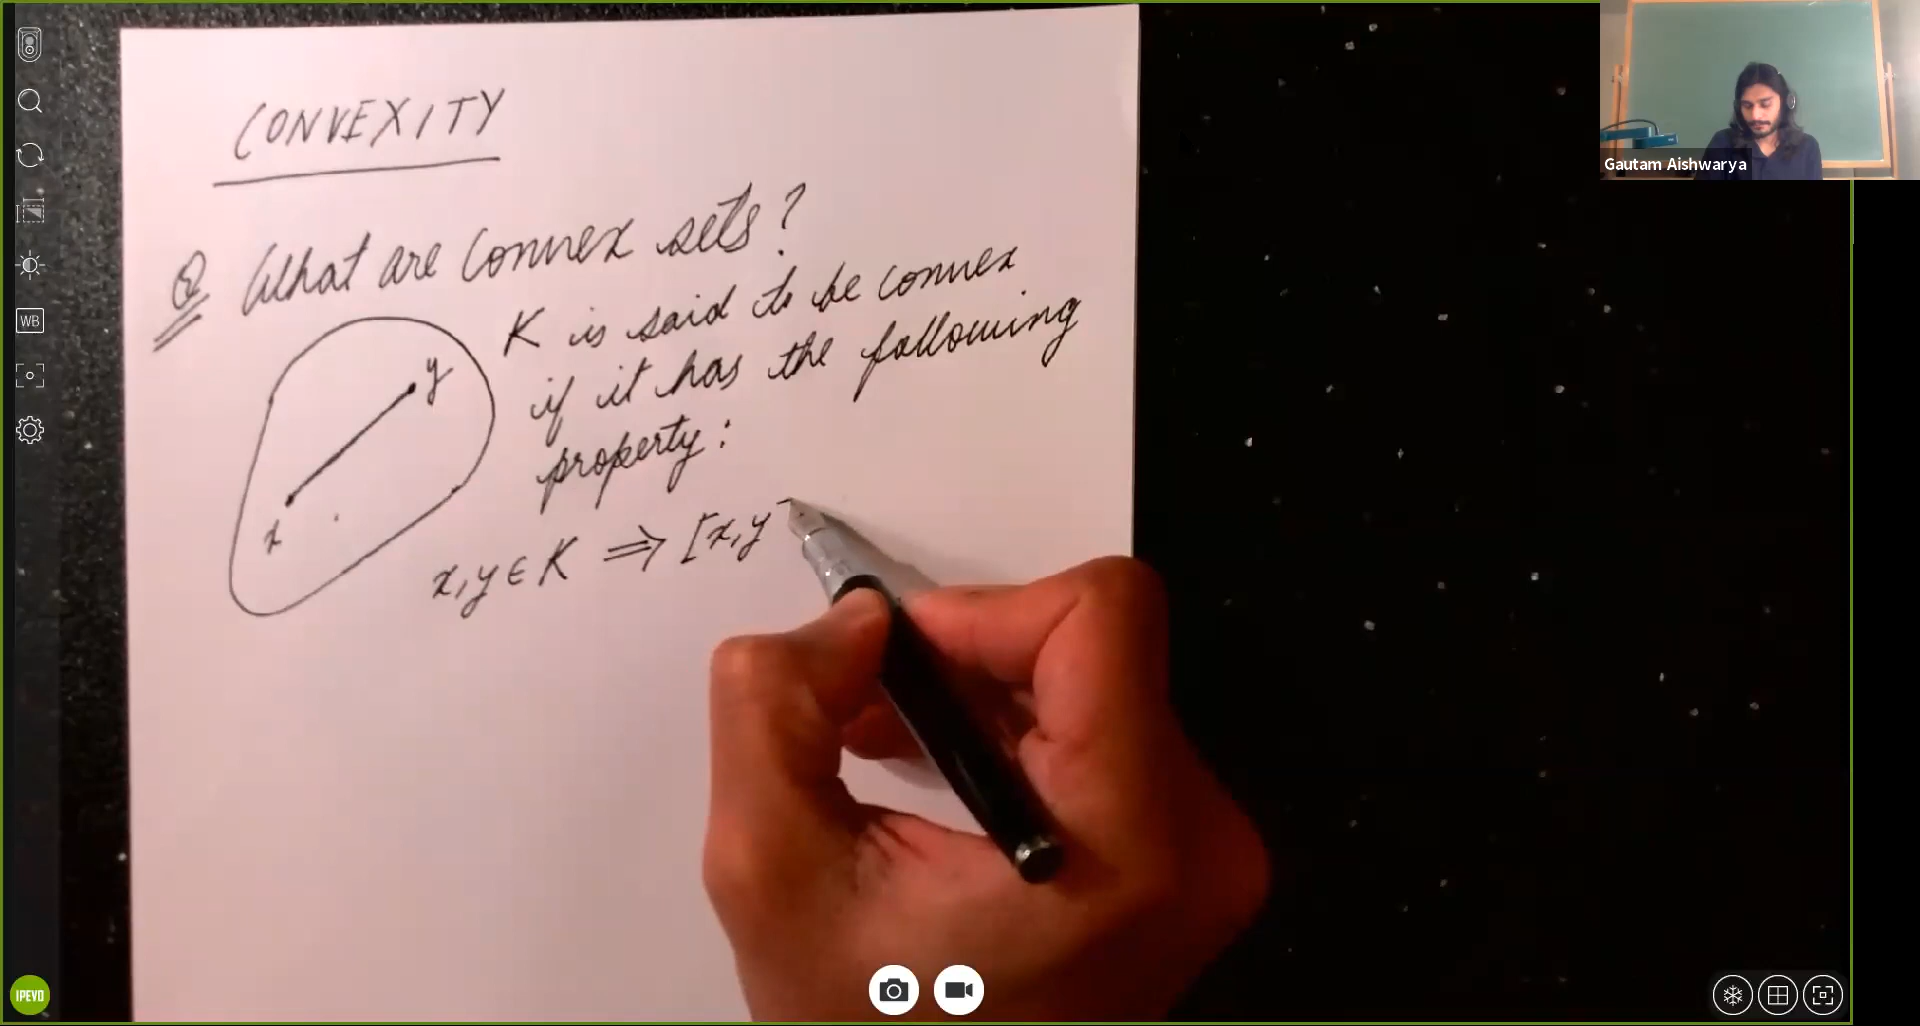 CONVEXITY
Q What are convex sets?
K is said to be convex
if it has the following
property:
y
x
x, y ∈ K ⇒ [x, y
Gautam Aishwarya
WB
IPEVO